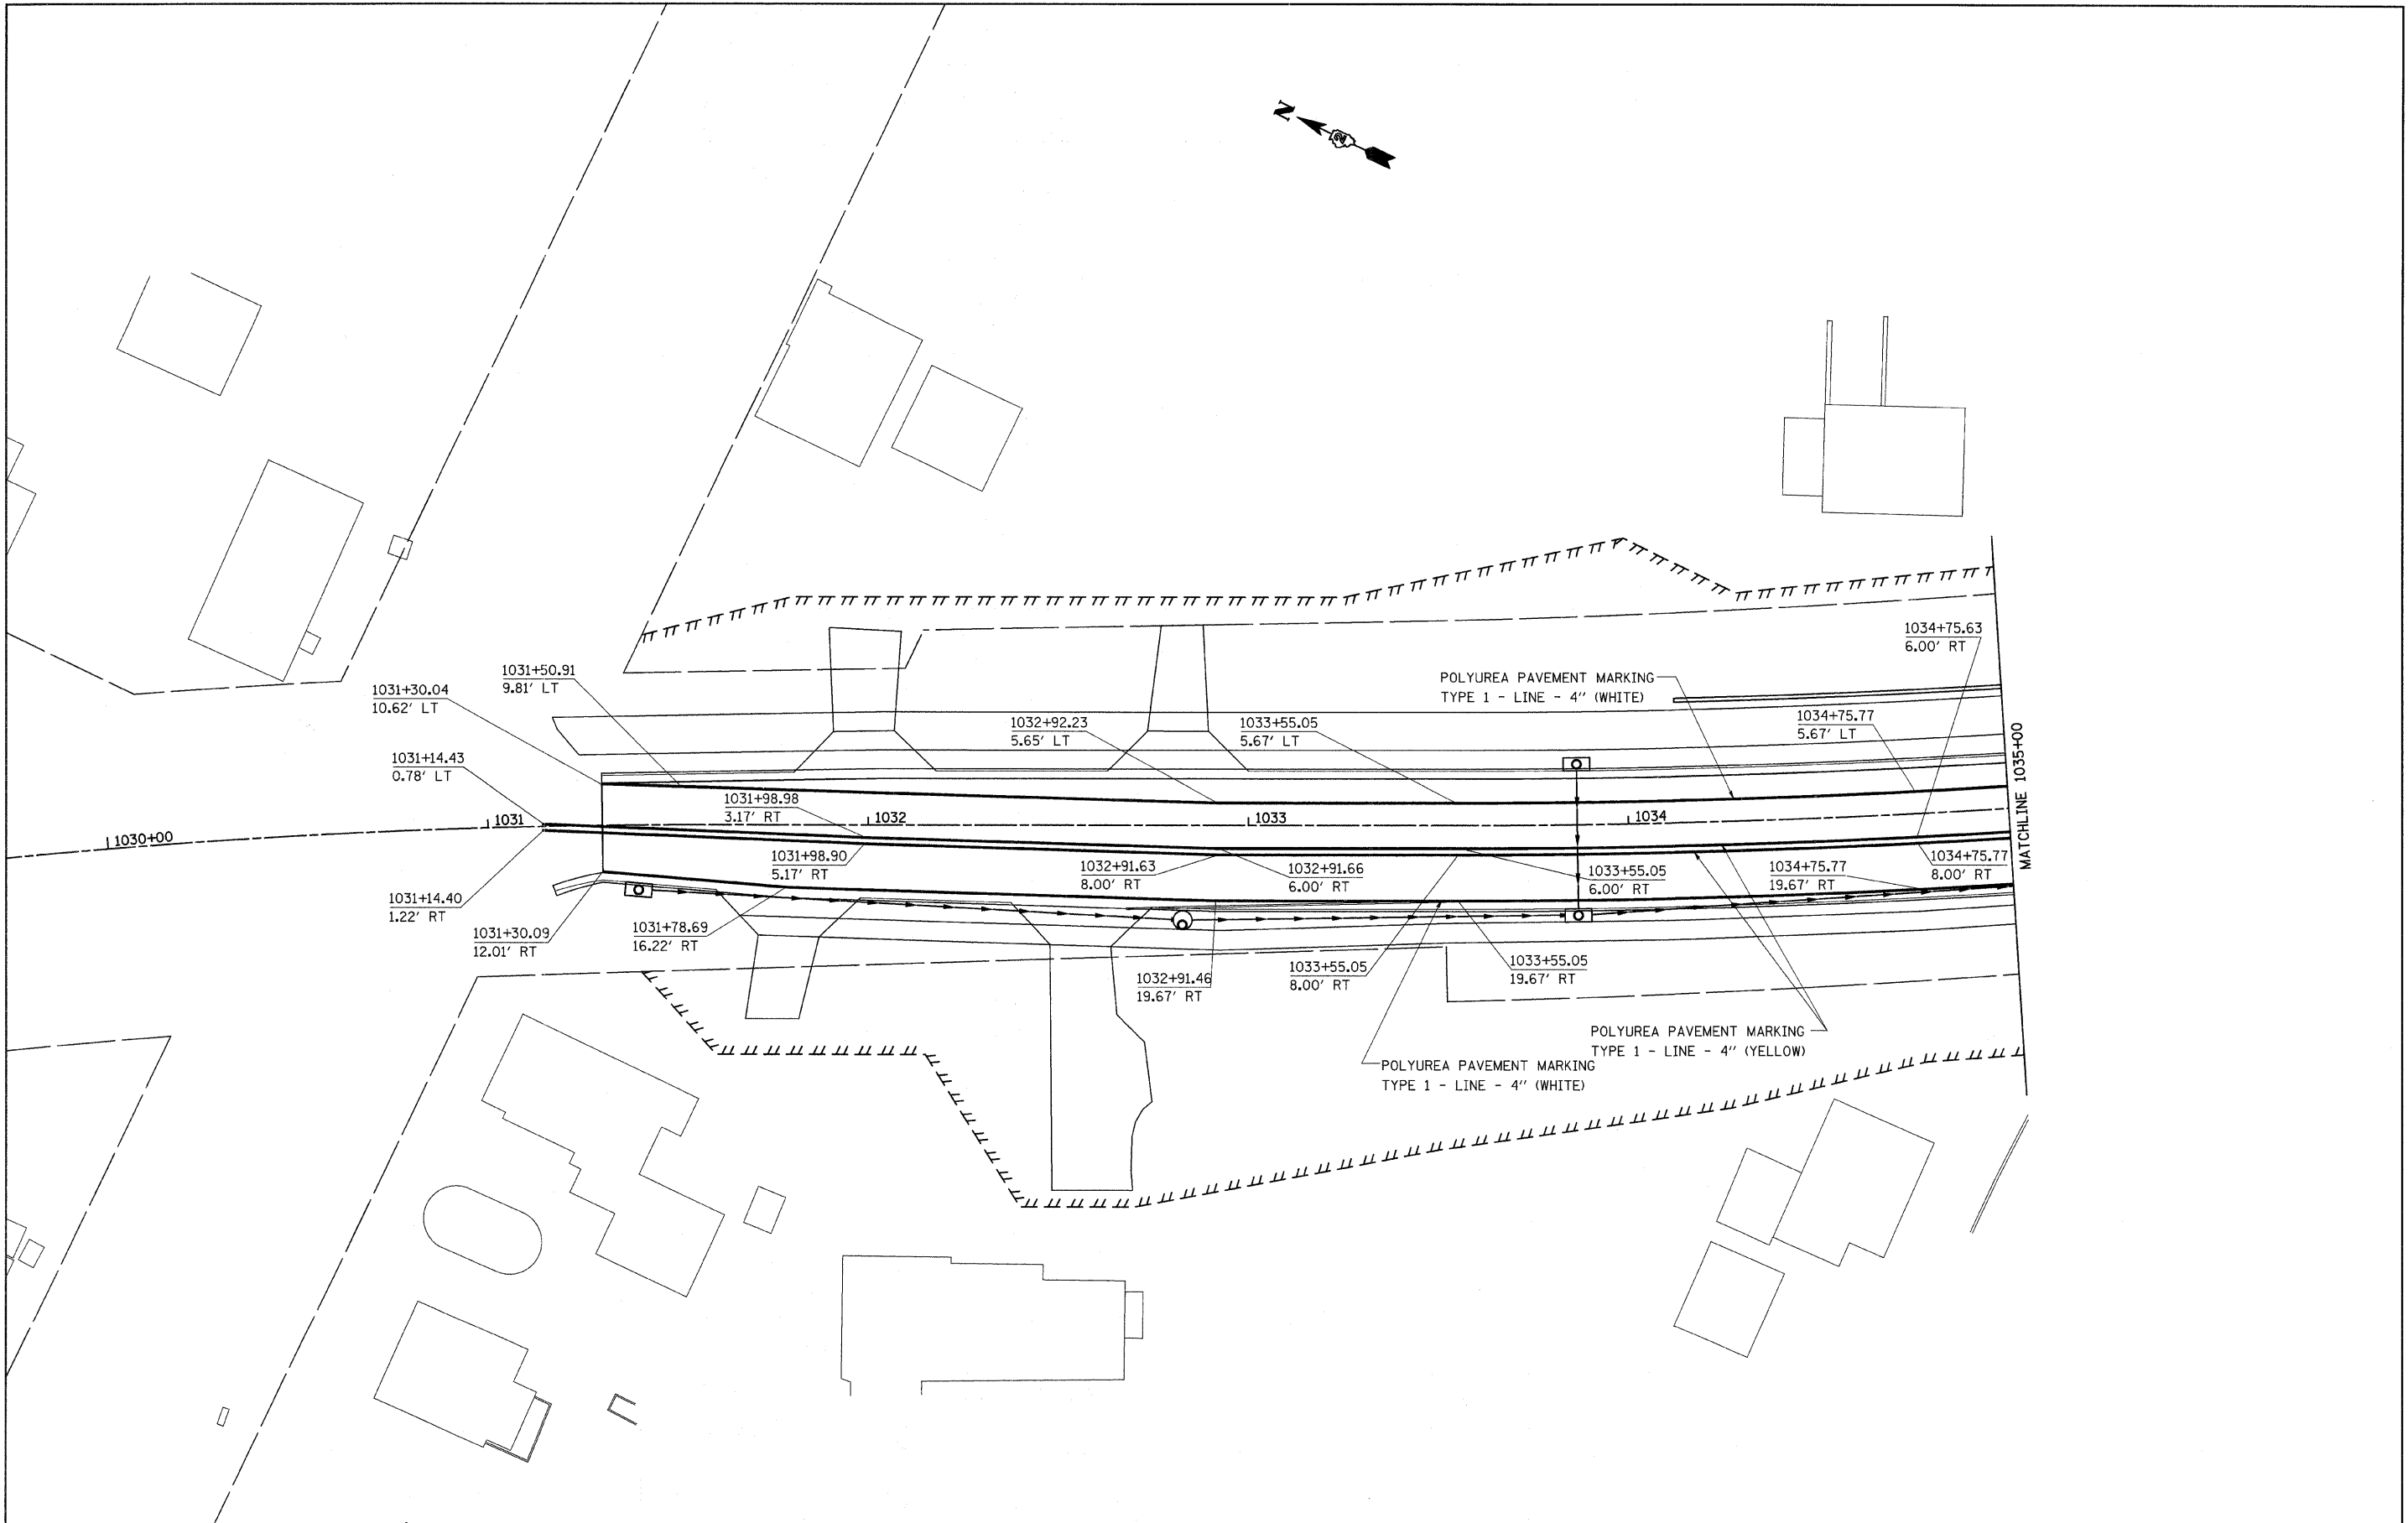 N
2
1034+75.63
6.00' RT
1031+50.91
9.81' LT
1031+30.04
10.62' LT
POLYUREA PAVEMENT MARKING
TYPE 1 - LINE - 4" (WHITE)
1032+92.23
5.65' LT
1033+55.05
5.67' LT
1034+75.77
5.67' LT
1031+14.43
0.78' LT
MATCHLINE 1035+00
1031+98.98
3.17' RT
1030+00
1031
1032
1033
1034
1031+98.90
5.17' RT
1032+91.63
8.00' RT
1032+91.66
6.00' RT
1033+55.05
6.00' RT
1034+75.77
19.67' RT
1034+75.77
8.00' RT
1031+14.40
1.22' RT
1031+30.09
12.01' RT
1031+78.69
16.22' RT
1032+91.46
19.67' RT
1033+55.05
8.00' RT
1033+55.05
19.67' RT
POLYUREA PAVEMENT MARKING
TYPE 1 - LINE - 4" (YELLOW)
POLYUREA PAVEMENT MARKING
TYPE 1 - LINE - 4" (WHITE)